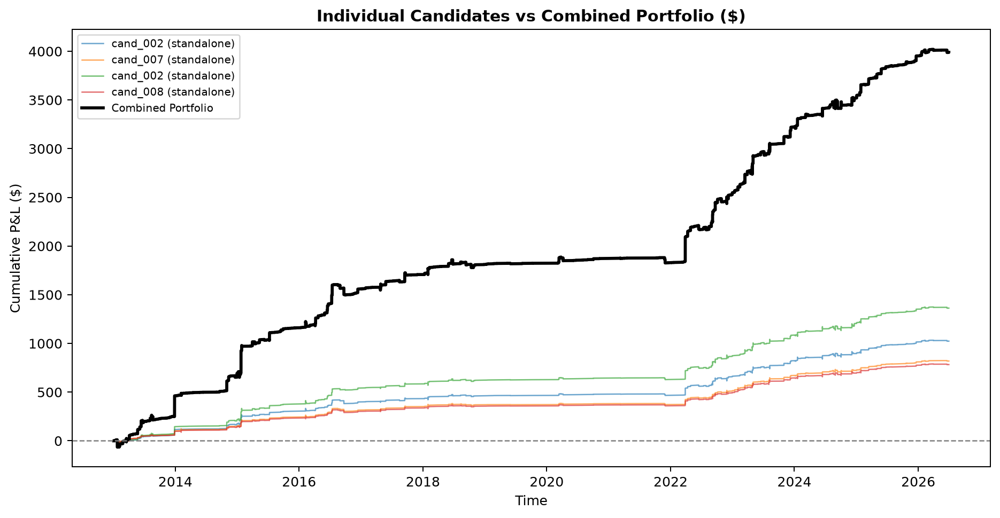 Individual Candidates vs Combined Portfolio ($)
cand_002 (standalone)
cand_007 (standalone)
cand_002 (standalone)
cand_008 (standalone)
Combined Portfolio
Cumulative P&L ($)
4000
3500
3000
2500
2000
1500
1000
500
0
2014 2016 2018 2020 2022 2024 2026
Time